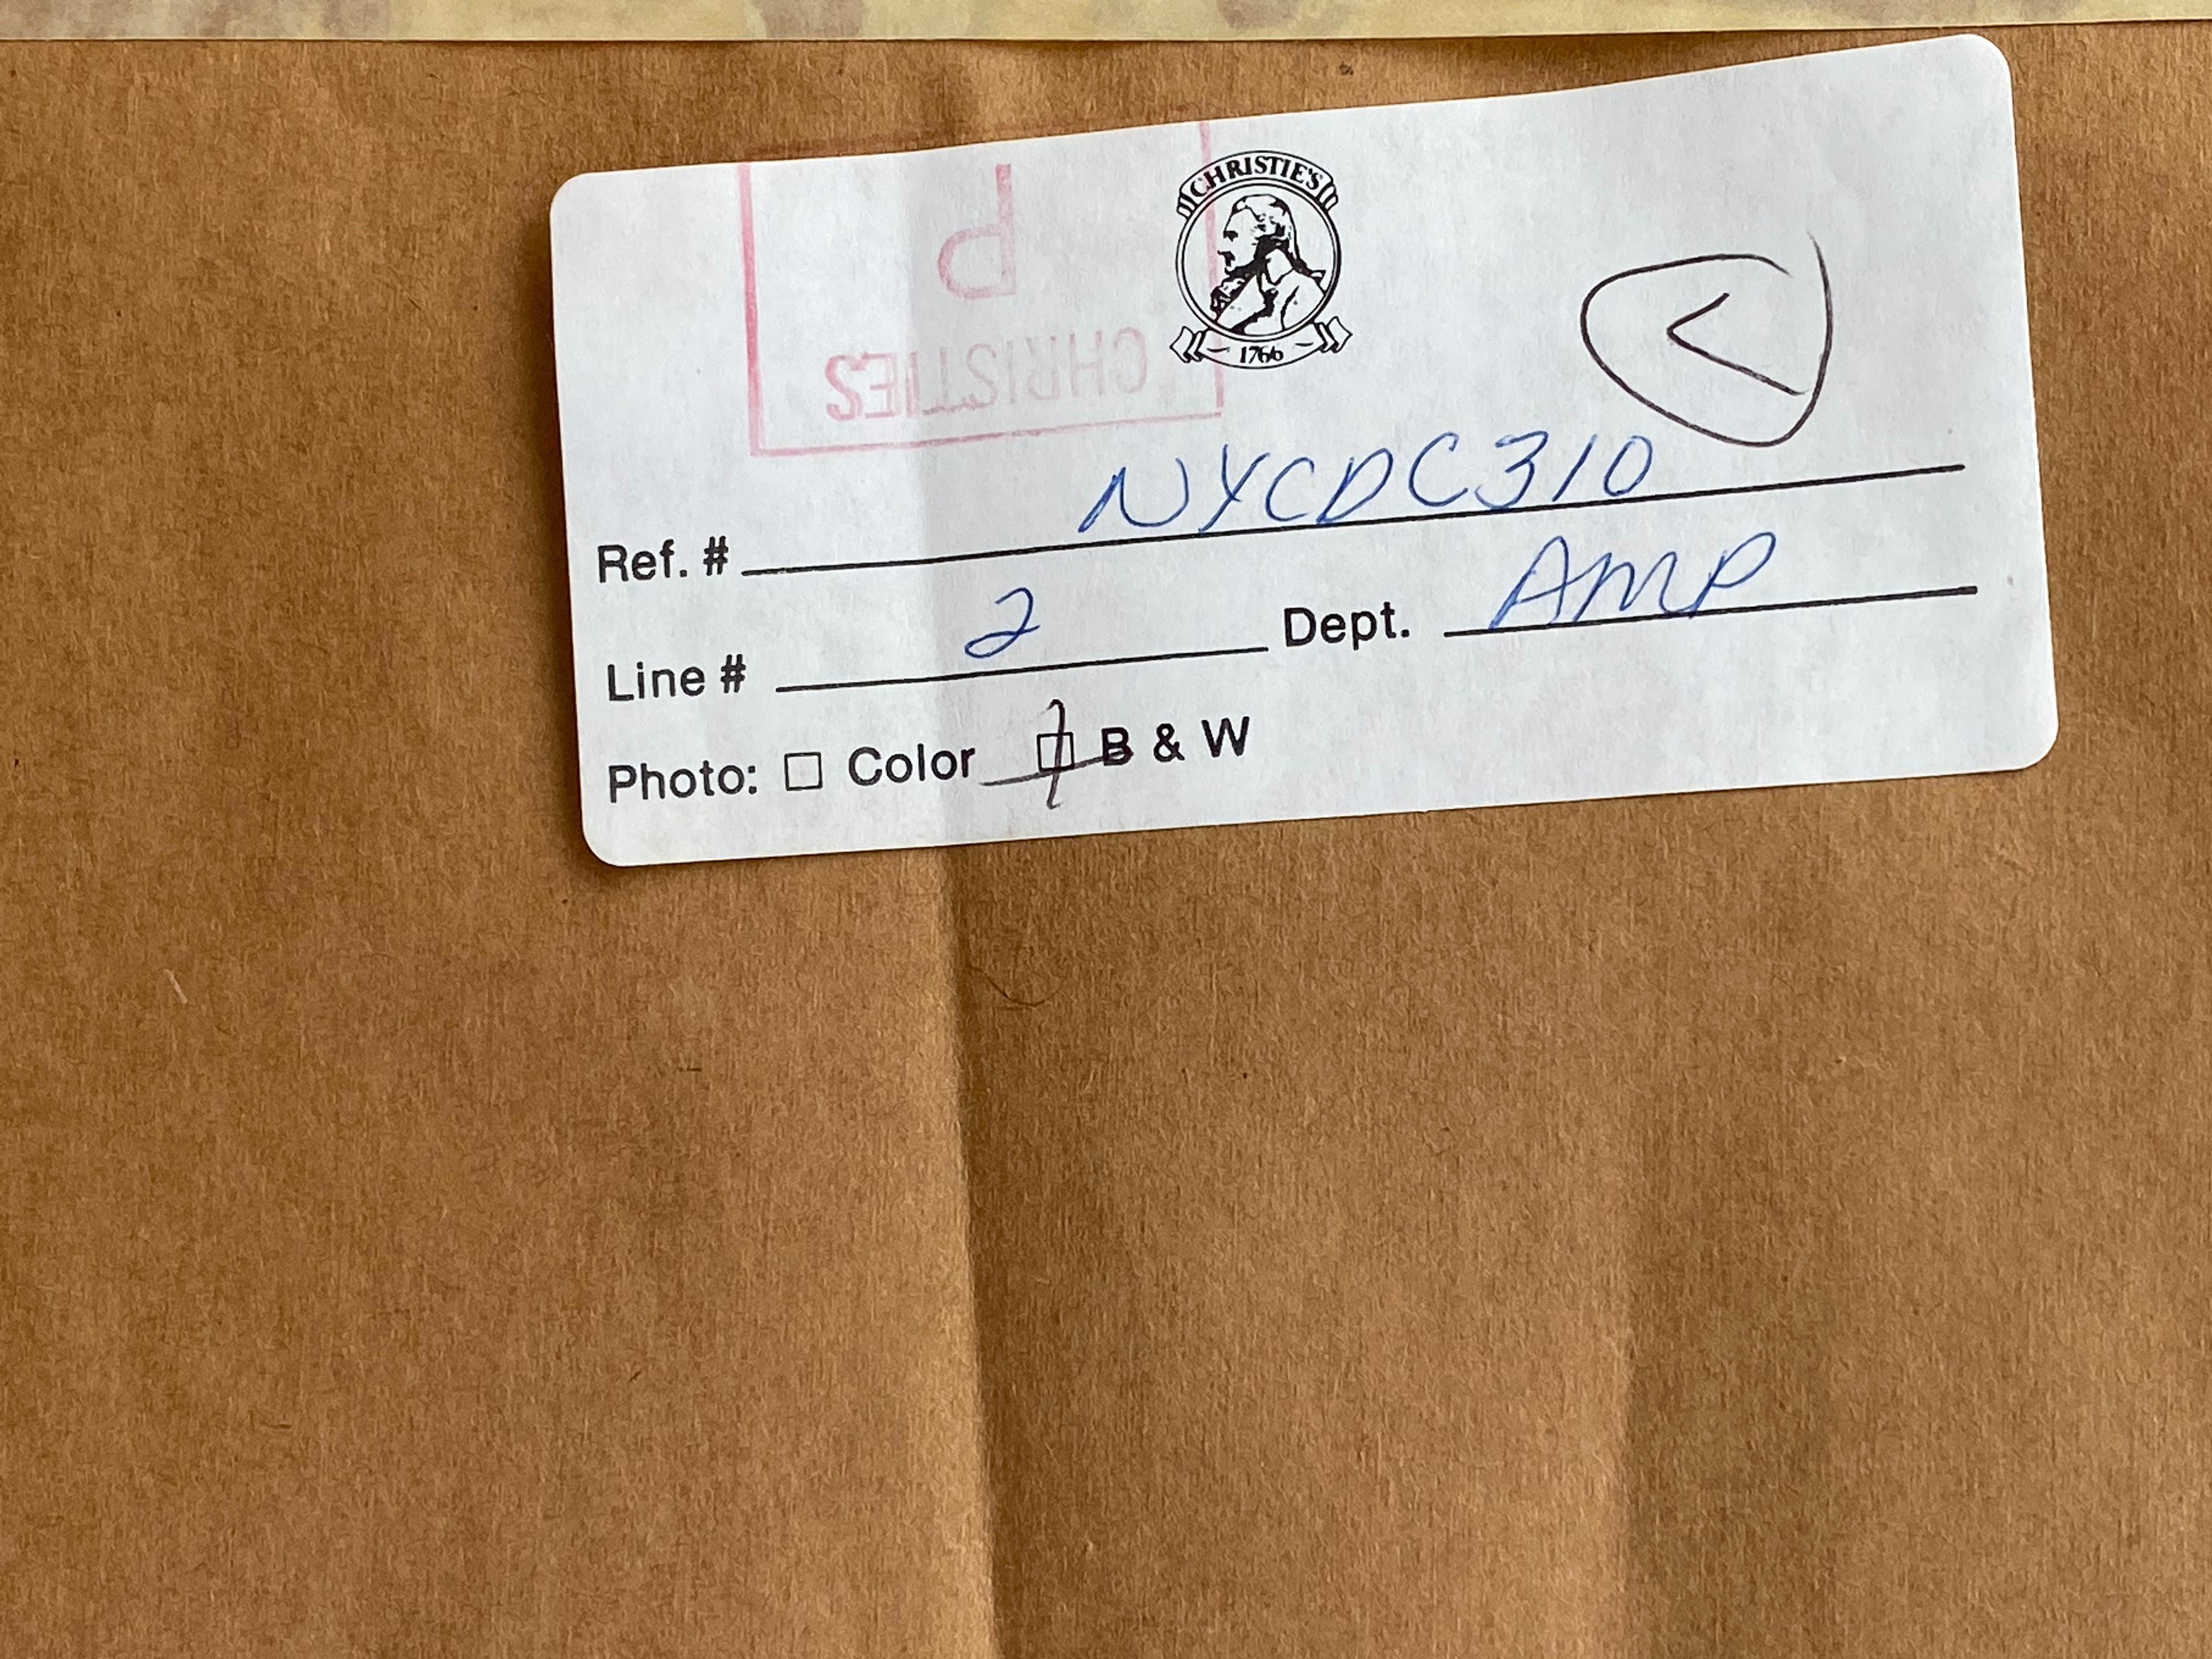 CHRISTIE'S
1766
P
CHRISTIES
<
Ref. # NYCDC310
Line # 2 Dept. AMP
Photo: Color B & W